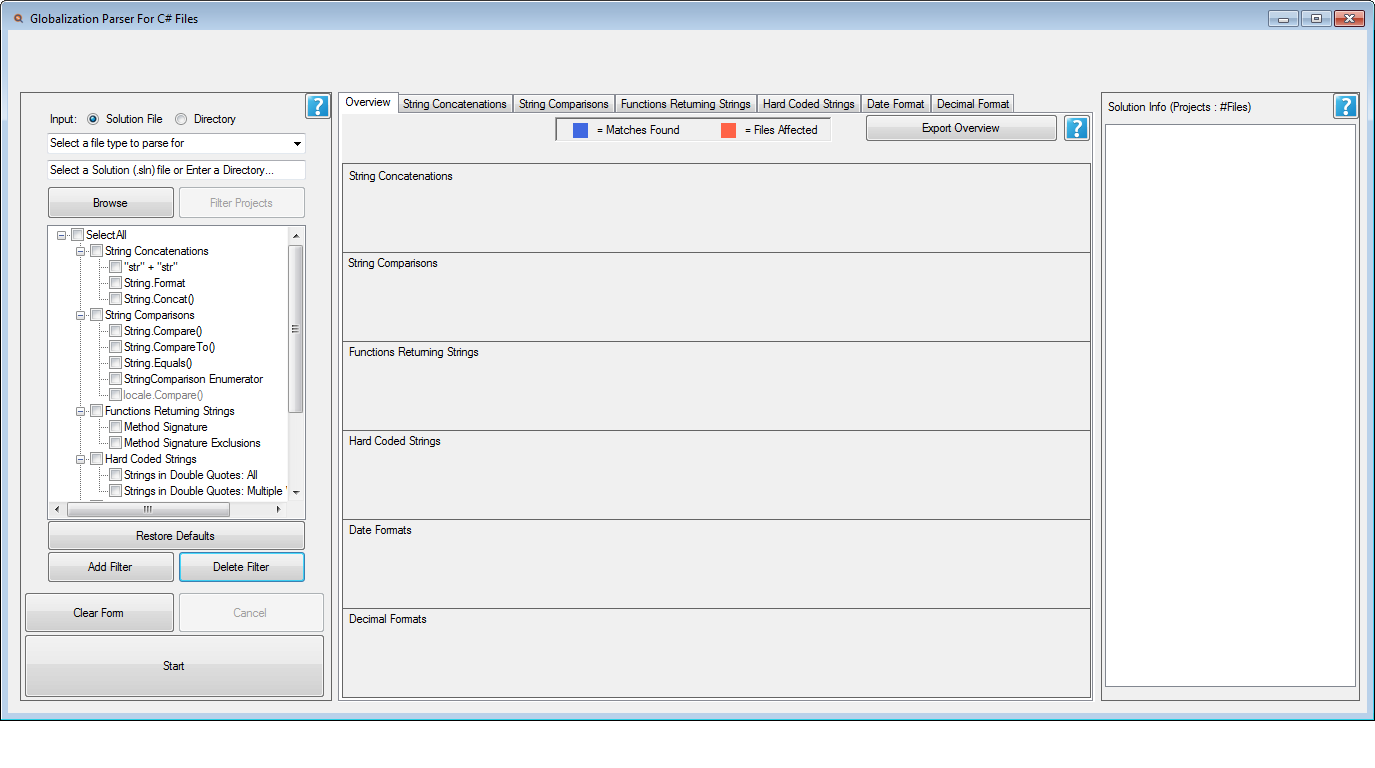 Globalization Parser For C# Files
Input: Solution File Directory
Select a file type to parse for
Select a Solution (.sln) file or Enter a Directory...
Browse Filter Projects
SelectAll
String Concatenations
"str" + "str"
String.Format
String.Concat()
String Comparisons
String.Compare()
String.CompareTo()
String.Equals()
StringComparison Enumerator
locale.Compare()
Functions Returning Strings
Method Signature
Method Signature Exclusions
Hard Coded Strings
Strings in Double Quotes: All
Strings in Double Quotes: Multiple
Restore Defaults
Add Filter Delete Filter
Clear Form Cancel
Start
Overview String Concatenations String Comparisons Functions Returning Strings Hard Coded Strings Date Format Decimal Format
= Matches Found = Files Affected Export Overview ?
String Concatenations
String Comparisons
Functions Returning Strings
Hard Coded Strings
Date Formats
Decimal Formats
Solution Info (Projects : #Files) ?
?